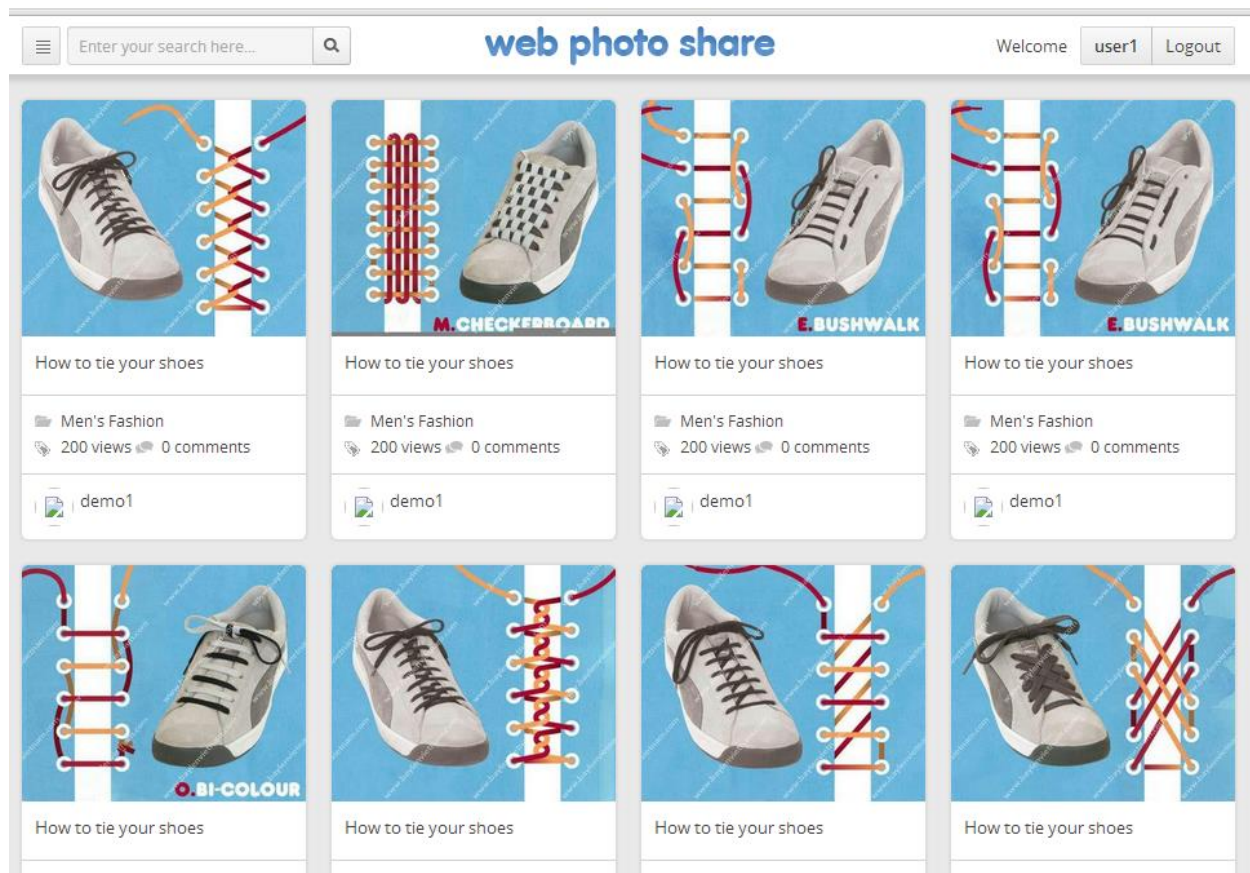 Enter your search here...
web photo share
Welcome user1 Logout
M.CHECKERBOARD
E.BUSHWALK
E.BUSHWALK
How to tie your shoes
How to tie your shoes
How to tie your shoes
How to tie your shoes
Men's Fashion
Men's Fashion
Men's Fashion
Men's Fashion
200 views 0 comments
200 views 0 comments
200 views 0 comments
200 views 0 comments
demo1
demo1
demo1
demo1
O.BI-COLOUR
How to tie your shoes
How to tie your shoes
How to tie your shoes
How to tie your shoes